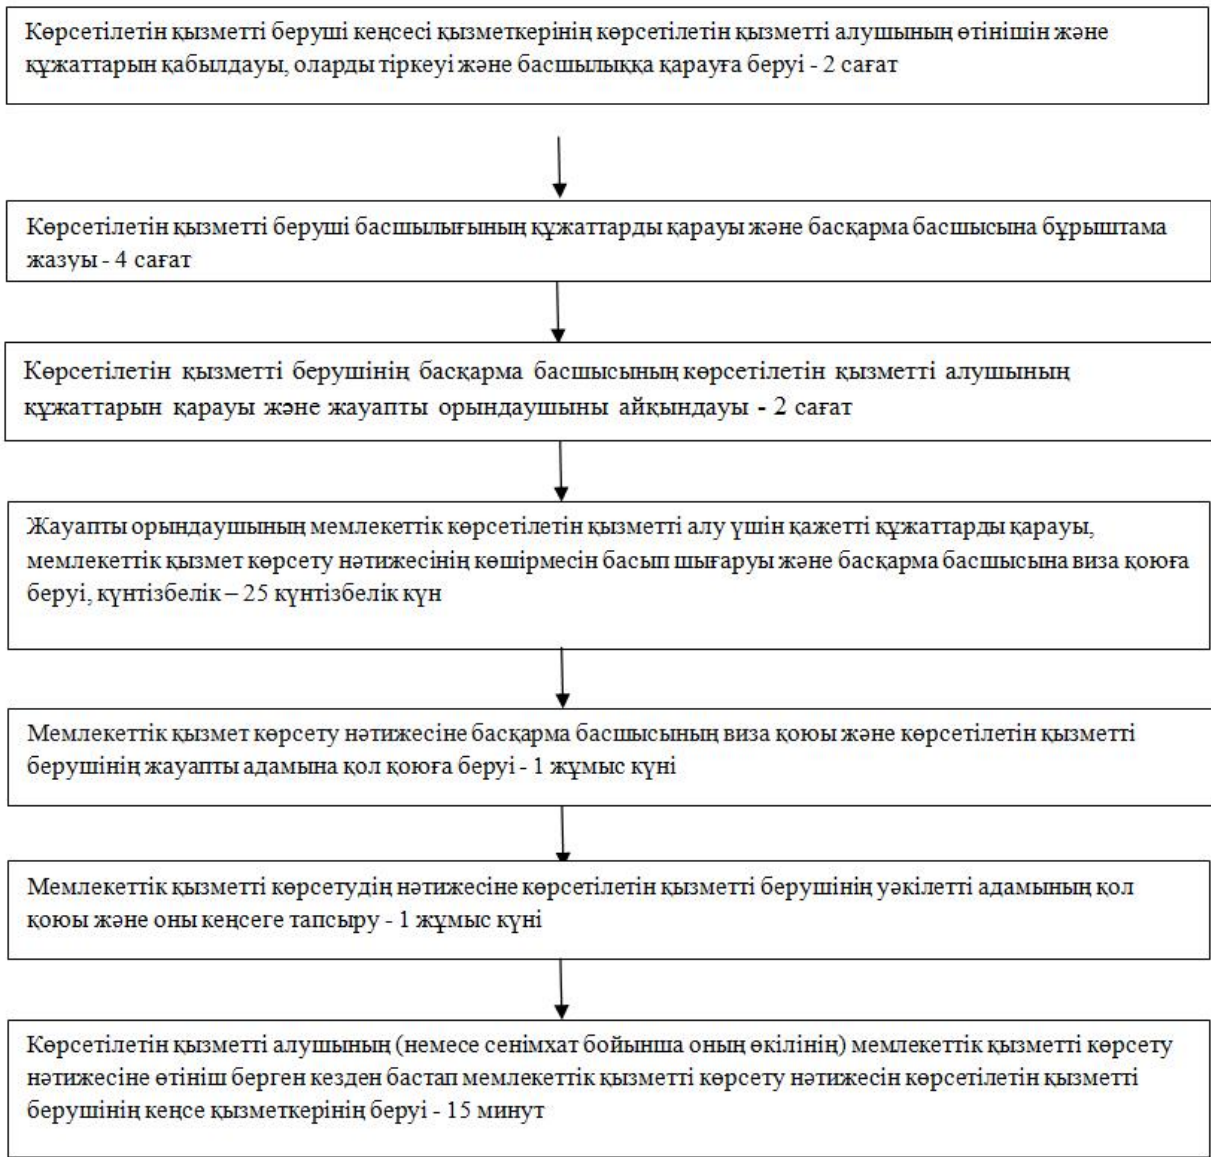 Көрсетілетін қызметті беруші кеңсесі қызметкерінің көрсетілетін қызметті алушының өтінішін және
құжаттарын қабылдауы, оларды тіркеуі және басшылыққа қарауға беруі - 2 сағат
Көрсетілетін қызметті беруші басшылығының құжаттарды қарауы және басқарма басшысына бұрыштама
жазуы - 4 сағат
Көрсетілетін қызметті берушінің басқарма басшысының көрсетілетін қызметті алушының
құжаттарын қарауы және жауапты орындаушыны айқындауы - 2 сағат
Жауапты орындаушының мемлекеттік көрсетілетін қызметті алу үшін қажетті құжаттарды қарауы,
мемлекеттік қызмет көрсету нәтижесінің көшірмесін басып шығаруы және басқарма басшысына виза қоюға
беруі, күнтізбелік – 25 күнтізбелік күн
Мемлекеттік қызмет көрсету нәтижесіне басқарма басшысының виза қоюы және көрсетілетін қызметті
берушінің жауапты адамына қол қоюға беруі - 1 жұмыс күні
Мемлекеттік қызметті көрсетудің нәтижесіне көрсетілетін қызметті берушінің уәкілетті адамының қол
қоюы және оны кеңсеге тапсыру - 1 жұмыс күні
Көрсетілетін қызметті алушының (немесе сенімхат бойынша оның өкілінің) мемлекеттік қызметті көрсету
нәтижесіне өтініш берген кезден бастап мемлекеттік қызметті көрсету нәтижесін көрсетілетін қызметті
берушінің кеңсе қызметкерінің беруі - 15 минут